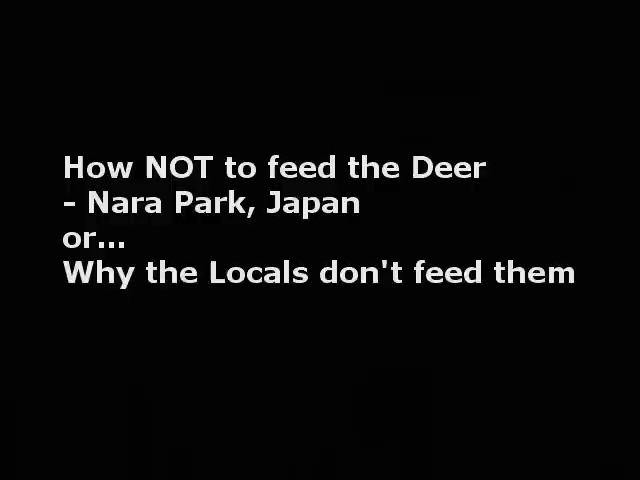 How NOT to feed the Deer
- Nara Park, Japan
or...
Why the Locals don't feed them